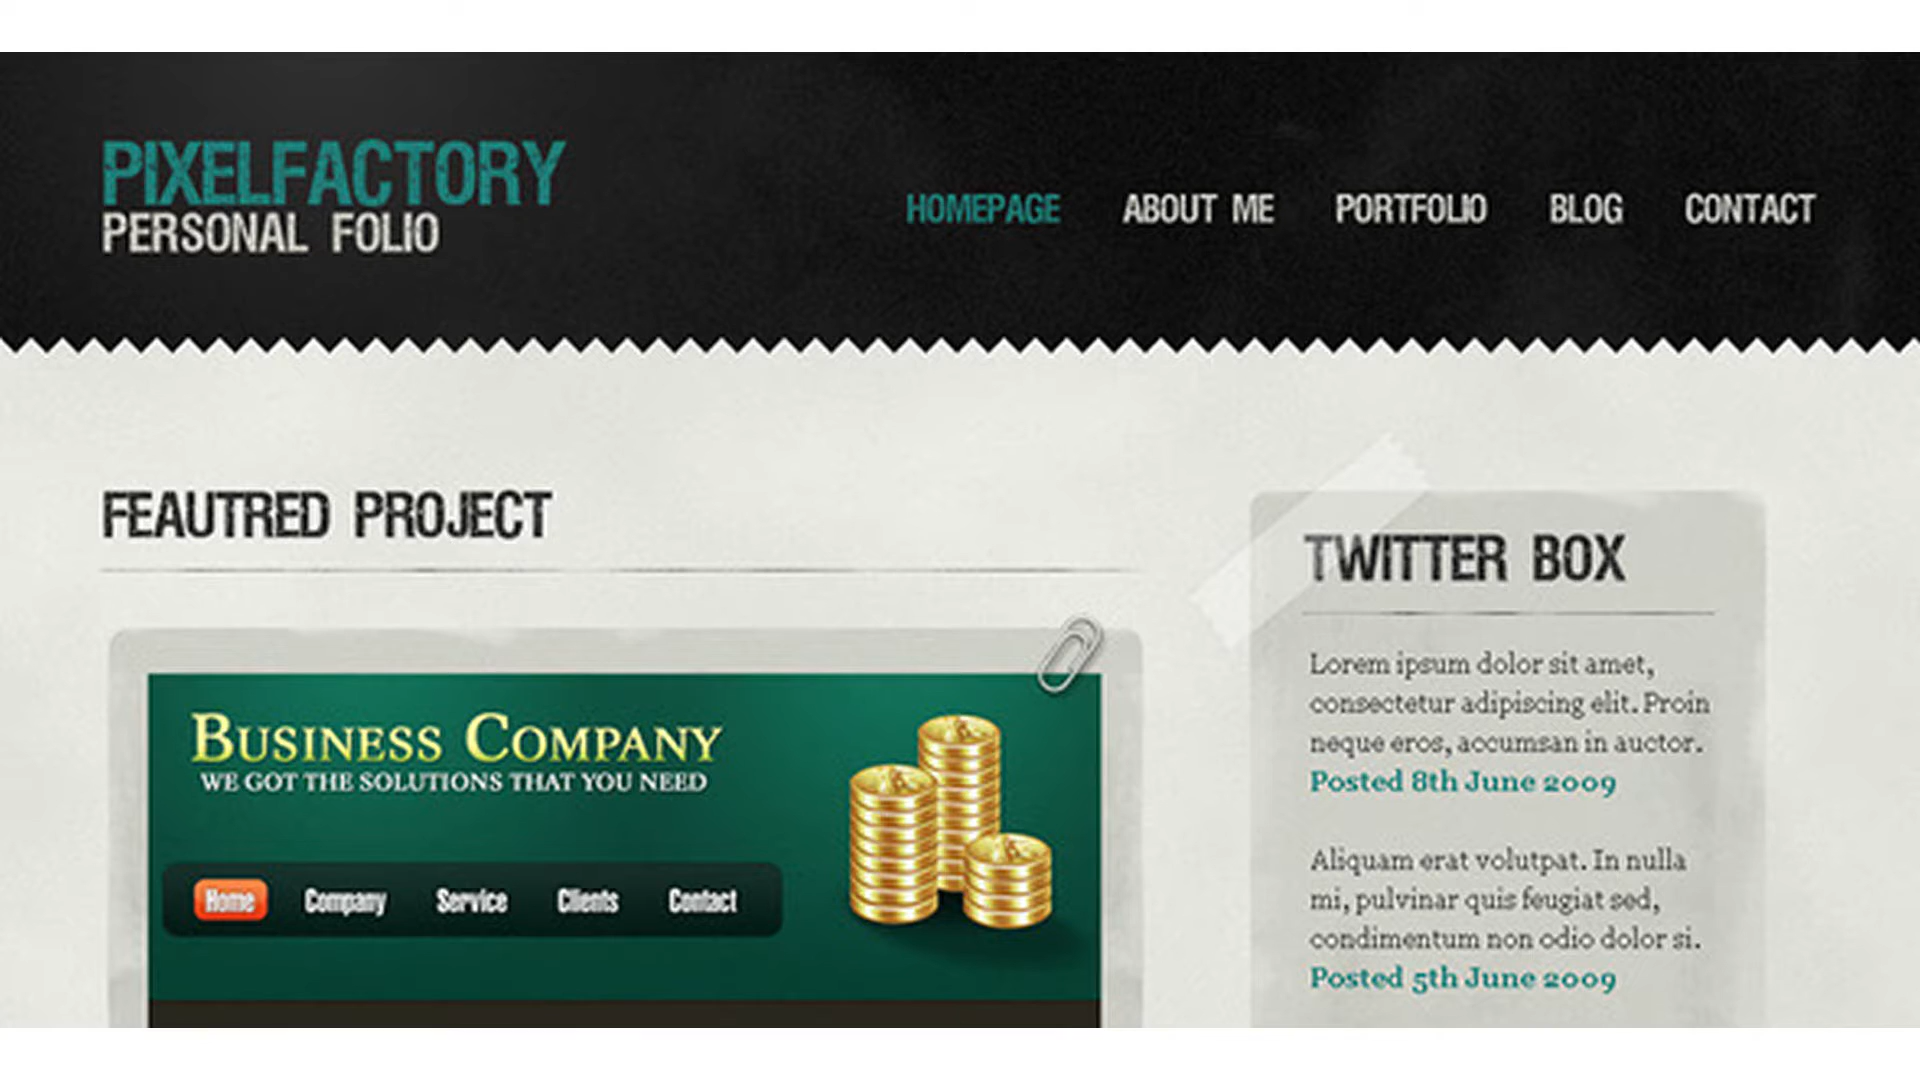 PIXELFACTORY
PERSONAL FOLIO
HOMEPAGE ABOUT ME PORTFOLIO BLOG CONTACT
FEAUTRED PROJECT
BUSINESS COMPANY
WE GOT THE SOLUTIONS THAT YOU NEED
Home Company Service Clients Contact
TWITTER BOX
Lorem ipsum dolor sit amet,
consectetur adipiscing elit. Proin
neque eros, accumsan in auctor.
Posted 8th June 2009
Aliquam erat volutpat. In nulla
mi, pulvinar quis feugiat sed,
condimentum non odio dolor si.
Posted 5th June 2009